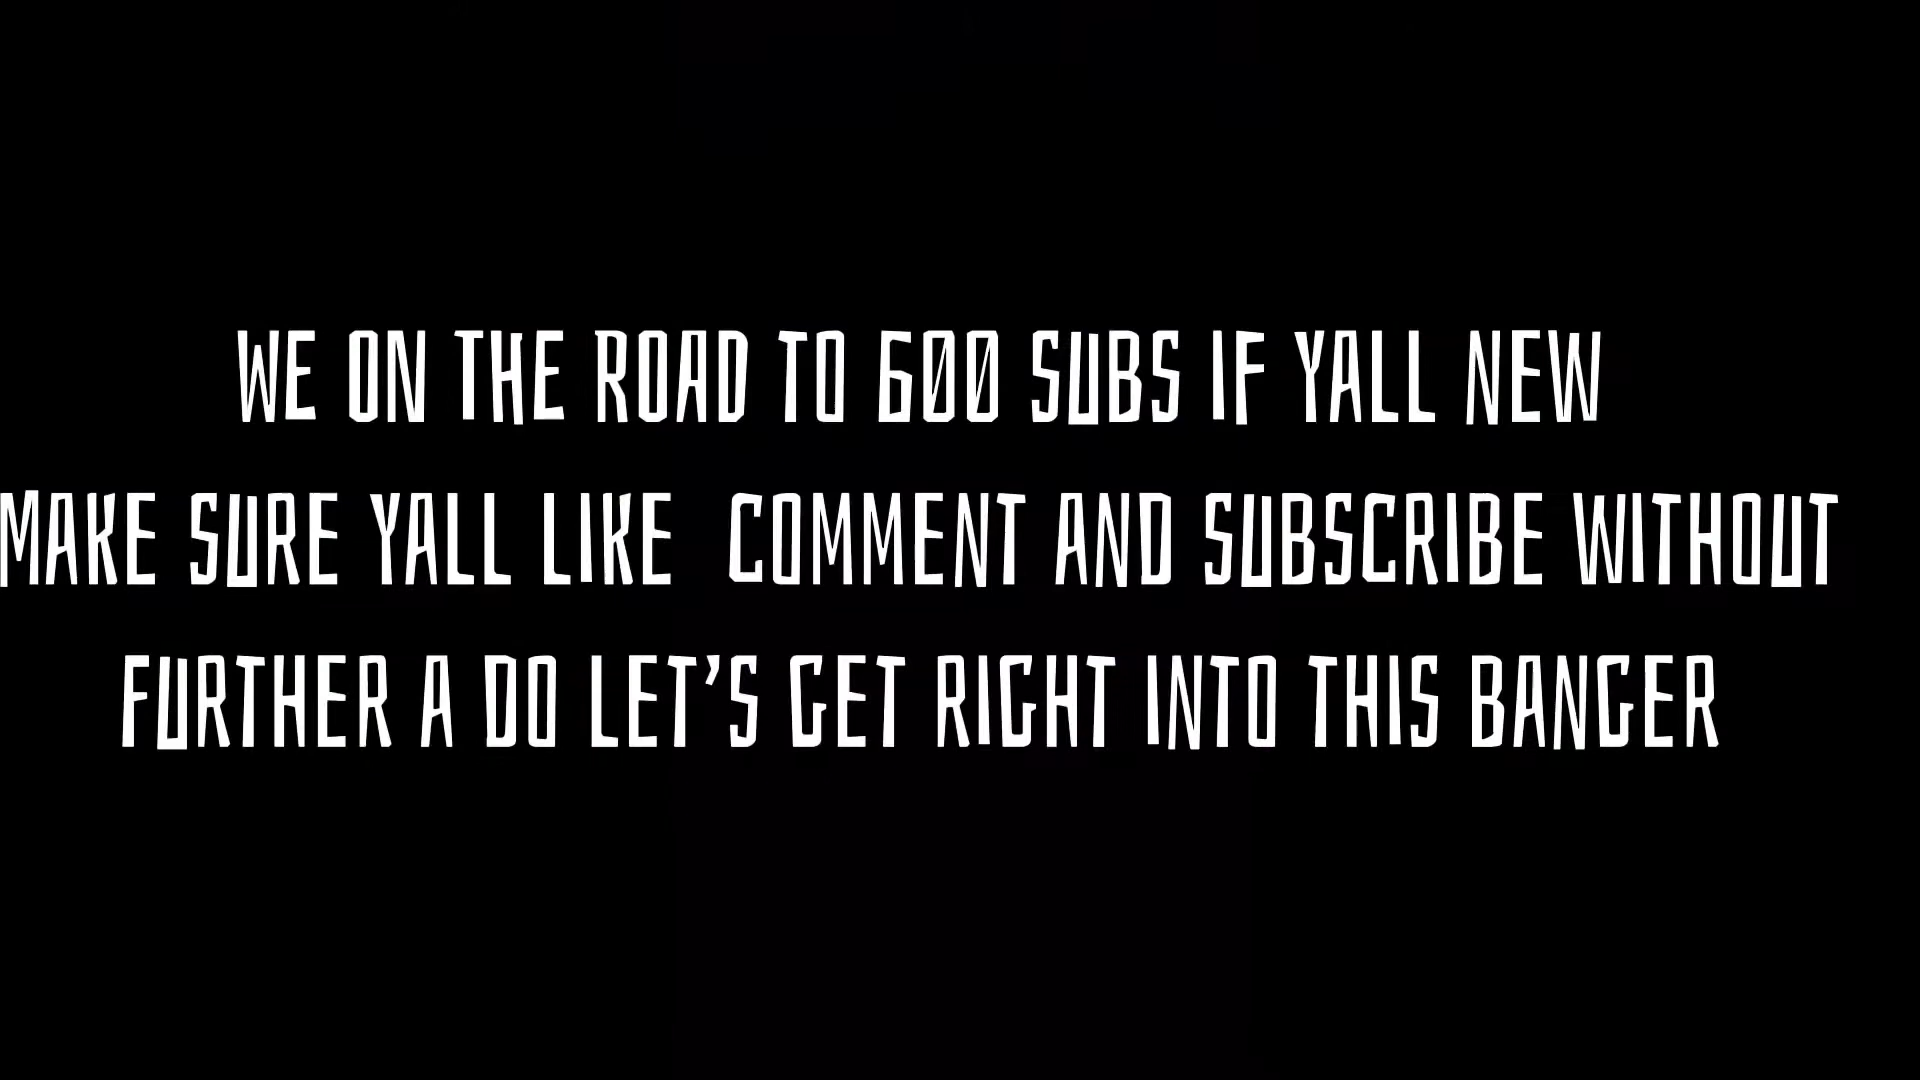 WE ON THE ROAD TO 600 SUBS IF YALL NEW
MAKE SURE YALL LIKE  COMMENT AND SUBSCRIBE WITHOUT
FURTHER A DO LET’S GET RIGHT INTO THIS BANGER